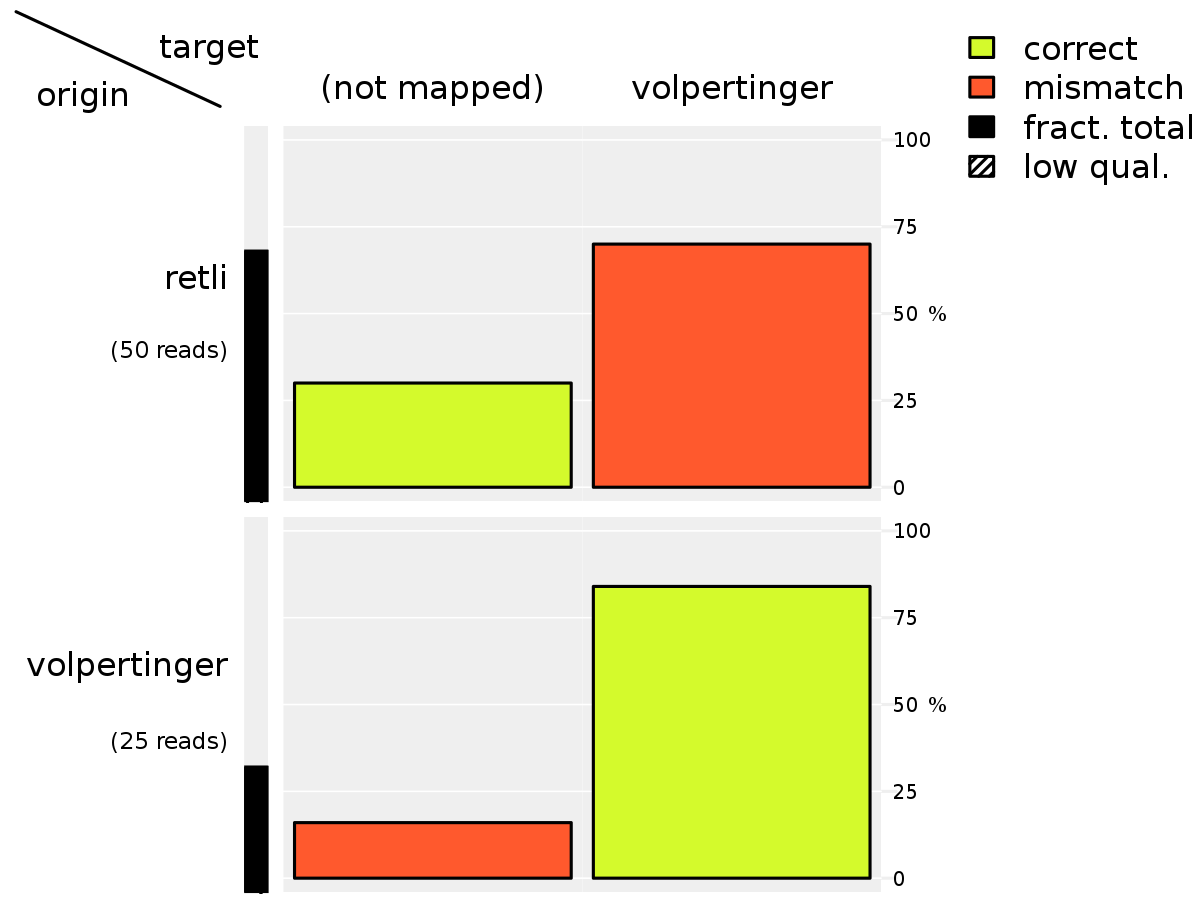 target
origin
(not mapped)
volpertinger
correct
mismatch
fract. total
low qual.
retli
(50 reads)
100
75
50 %
25
0
volpertinger
(25 reads)
100
75
50 %
25
0